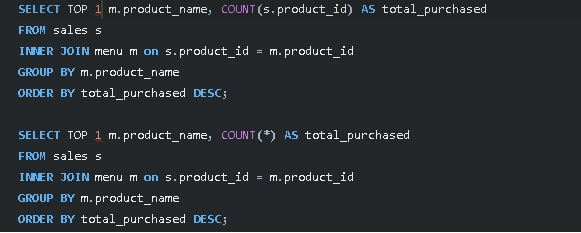 SELECT TOP 1 m.product_name, COUNT(s.product_id) AS total_purchased
FROM sales s
INNER JOIN menu m on s.product_id = m.product_id
GROUP BY m.product_name
ORDER BY total_purchased DESC;

SELECT TOP 1 m.product_name, COUNT(*) AS total_purchased
FROM sales s
INNER JOIN menu m on s.product_id = m.product_id
GROUP BY m.product_name
ORDER BY total_purchased DESC;